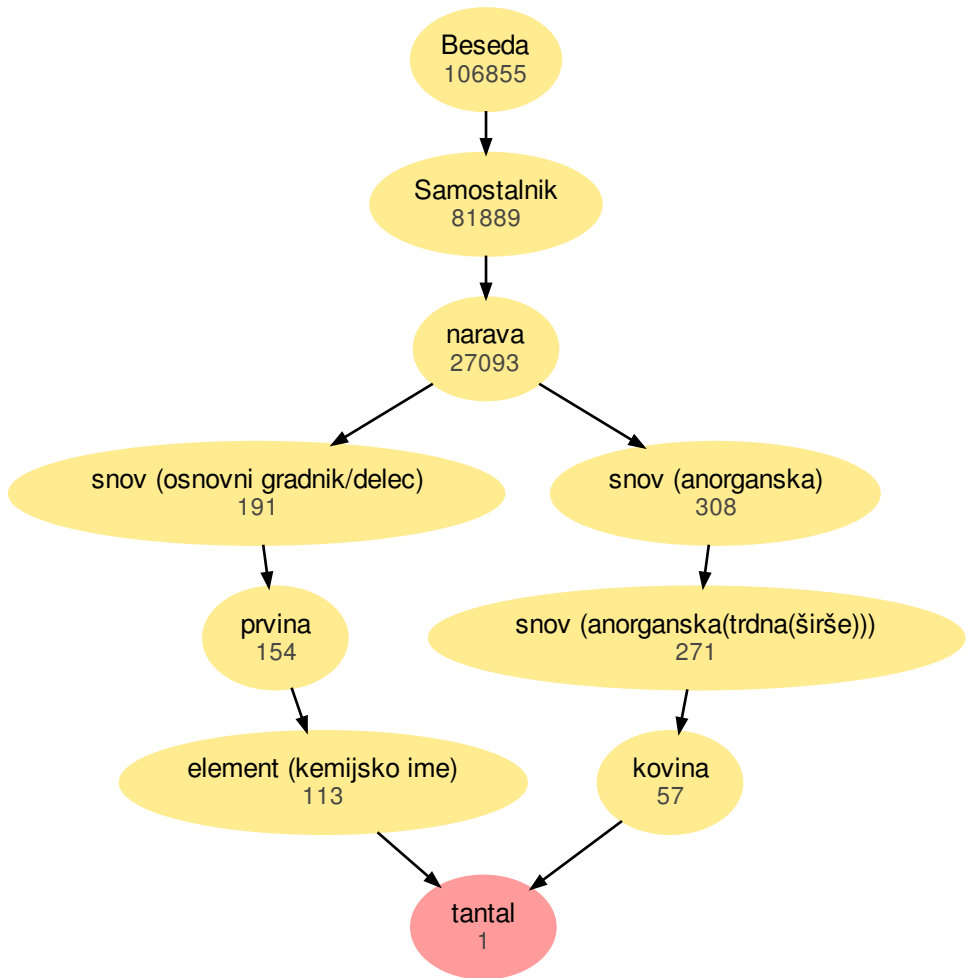 Beseda
106855
Samostalnik
81889
narava
27093
snov (osnovni gradnik/delec)
191
snov (anorganska)
308
prvina
154
snov (anorganska(trdna(širše)))
271
element (kemijsko ime)
113
kovina
57
tantal
1